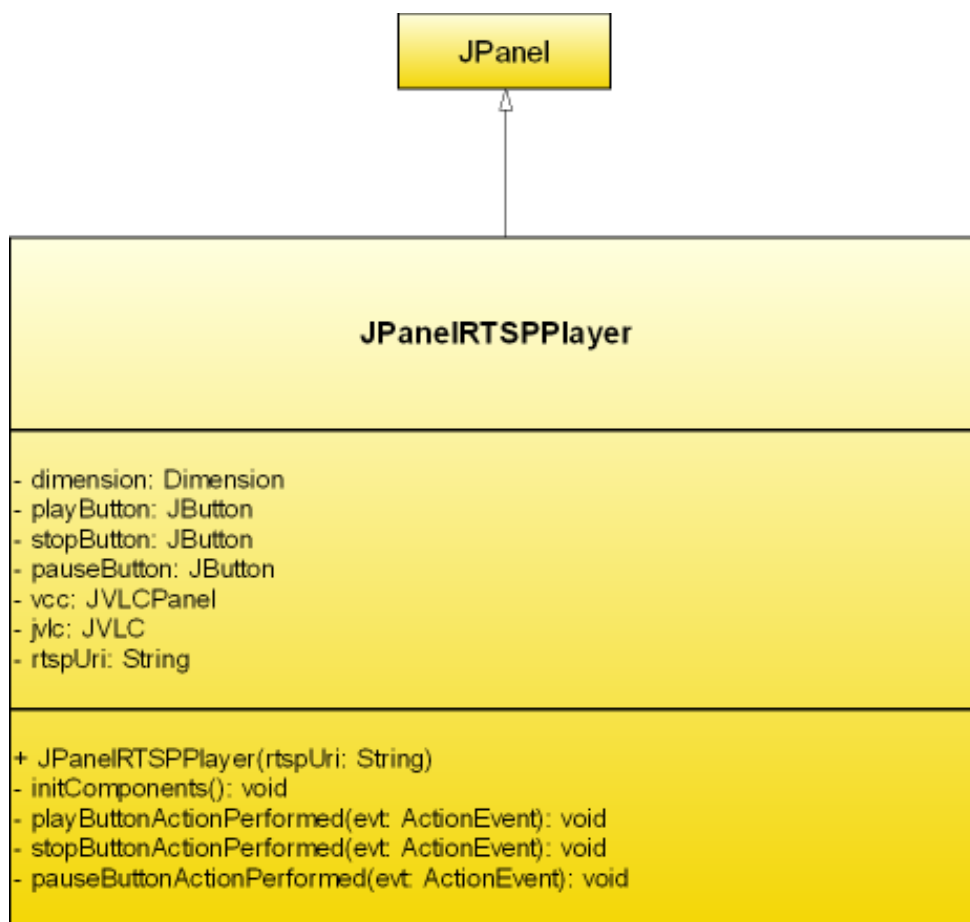 JPanel
JPanelRTSPPlayer
- dimension: Dimension
- playButton: JButton
- stopButton: JButton
- pauseButton: JButton
- vcc: JVLCPanel
- jvlc: JVLC
- rtspUri: String
+ JPanelRTSPPlayer(rtspUri: String)
- initComponents(): void
- playButtonActionPerformed(evt: ActionEvent): void
- stopButtonActionPerformed(evt: ActionEvent): void
- pauseButtonActionPerformed(evt: ActionEvent): void